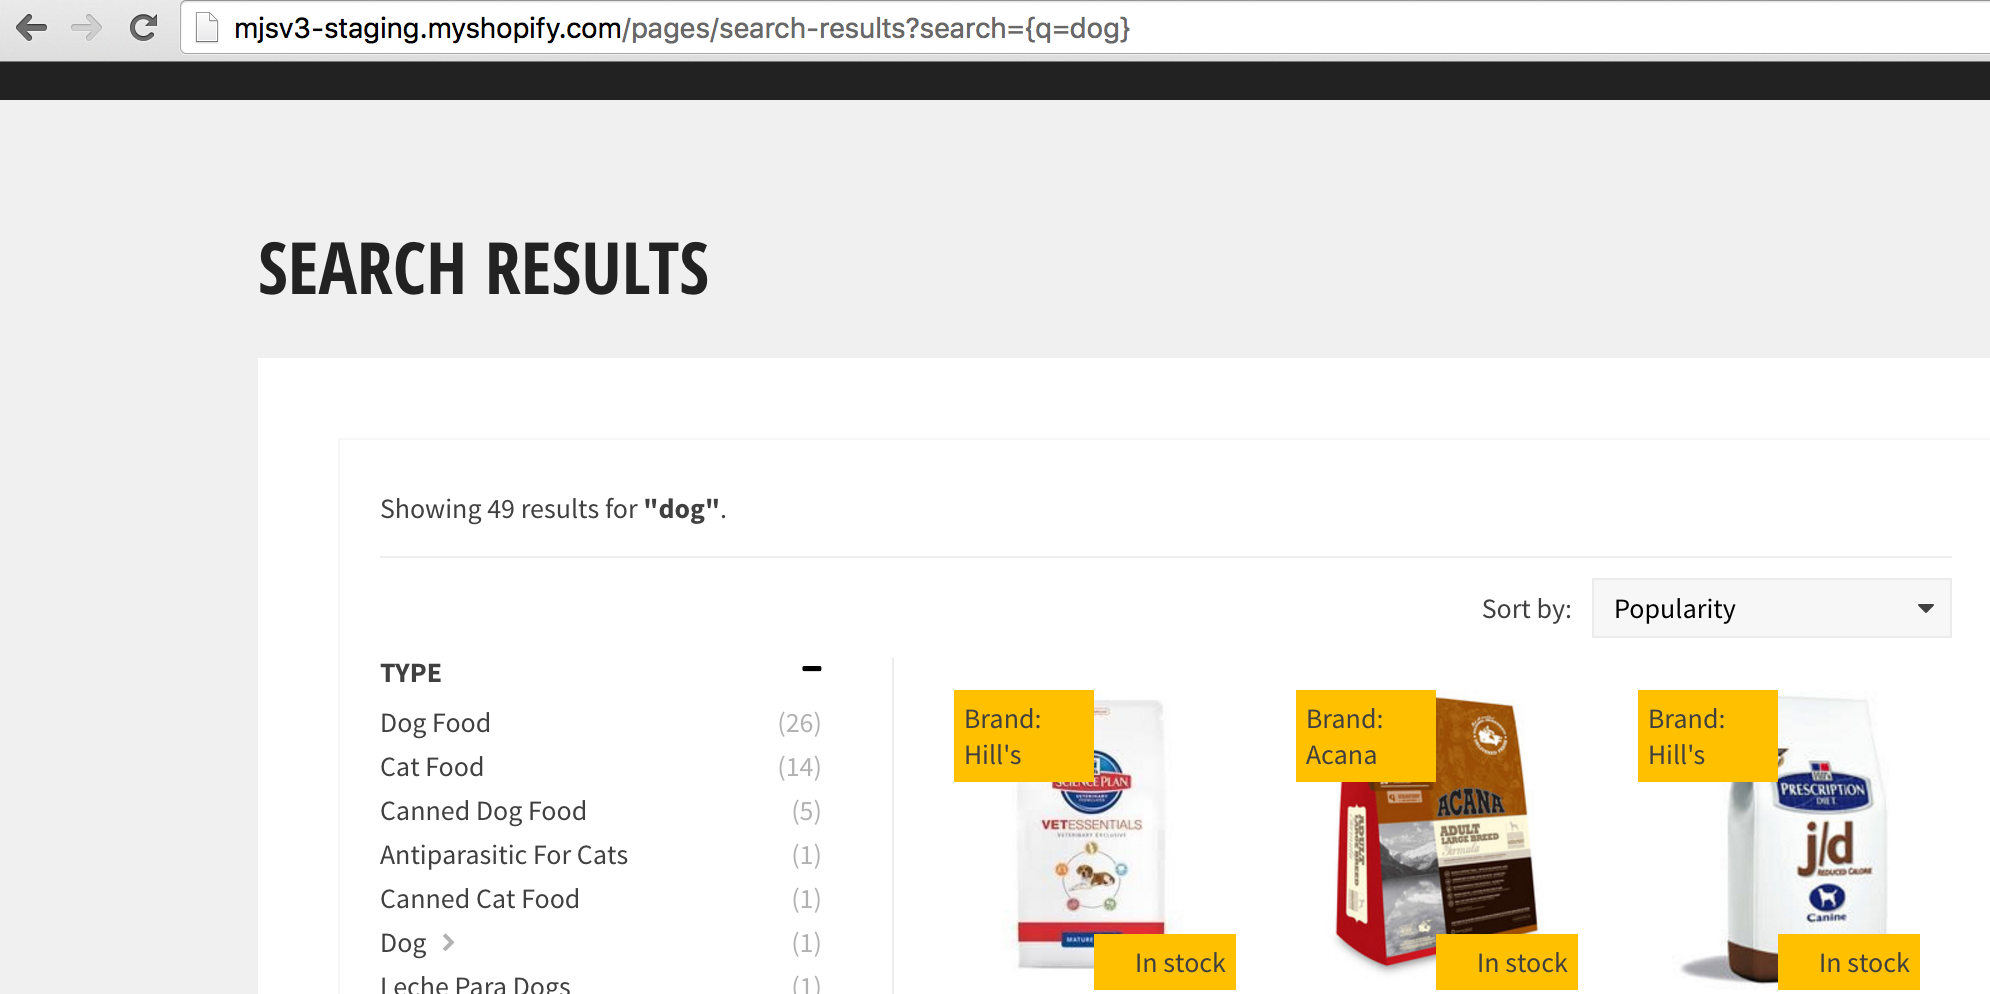 mjsv3-staging.myshopify.com/pages/search-results?search={q=dog}
SEARCH RESULTS
Showing 49 results for "dog".
Sort by: Popularity
TYPE
Dog Food (26)
Cat Food (14)
Canned Dog Food (5)
Antiparasitic For Cats (1)
Canned Cat Food (1)
Dog (1)
Leche Para Dogs (1)
Brand:
Hill's
SCIENCE PLAN
VETESSENTIALS
VETERINARY EXCLUSIVE
MATURE
In stock
Brand:
Acana
ACANA
ADULT
LARGE BREED
Formula
In stock
Brand:
Hill's
PRESCRIPTION
DIET
j/d
REDUCED CALORIE
Canine
In stock